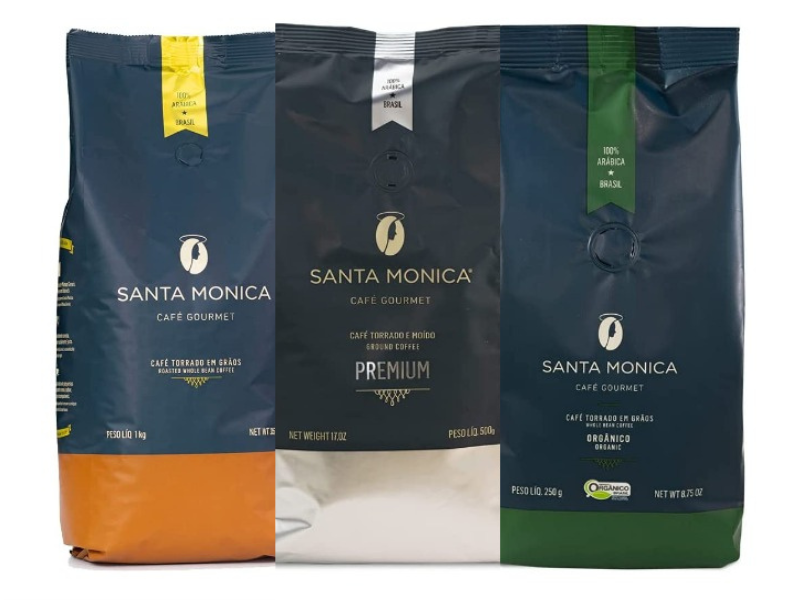 100%
ARÁBICA
BRASIL
SANTA MONICA
CAFÉ GOURMET
CAFÉ TORRADO EM GRÃOS
ROASTED WHOLE BEAN COFFEE
PESO LÍQ. 1kg
NET WT
100%
ARÁBICA
BRASIL
SANTA MONICA®
CAFÉ GOURMET
CAFÉ TORRADO E MOÍDO
GROUND COFFEE
PREMIUM
NET WEIGHT 17,OZ
PESO LÍQ. 500g
100%
ARÁBICA
BRASIL
SANTA MONICA
CAFÉ GOURMET
CAFÉ TORRADO EM GRÃOS
WHOLE BEAN COFFEE
ORGÂNICO
ORGANIC
PESO LÍQ. 250 g
ORGÂNICO
BRASIL
NET WT 8.75 OZ